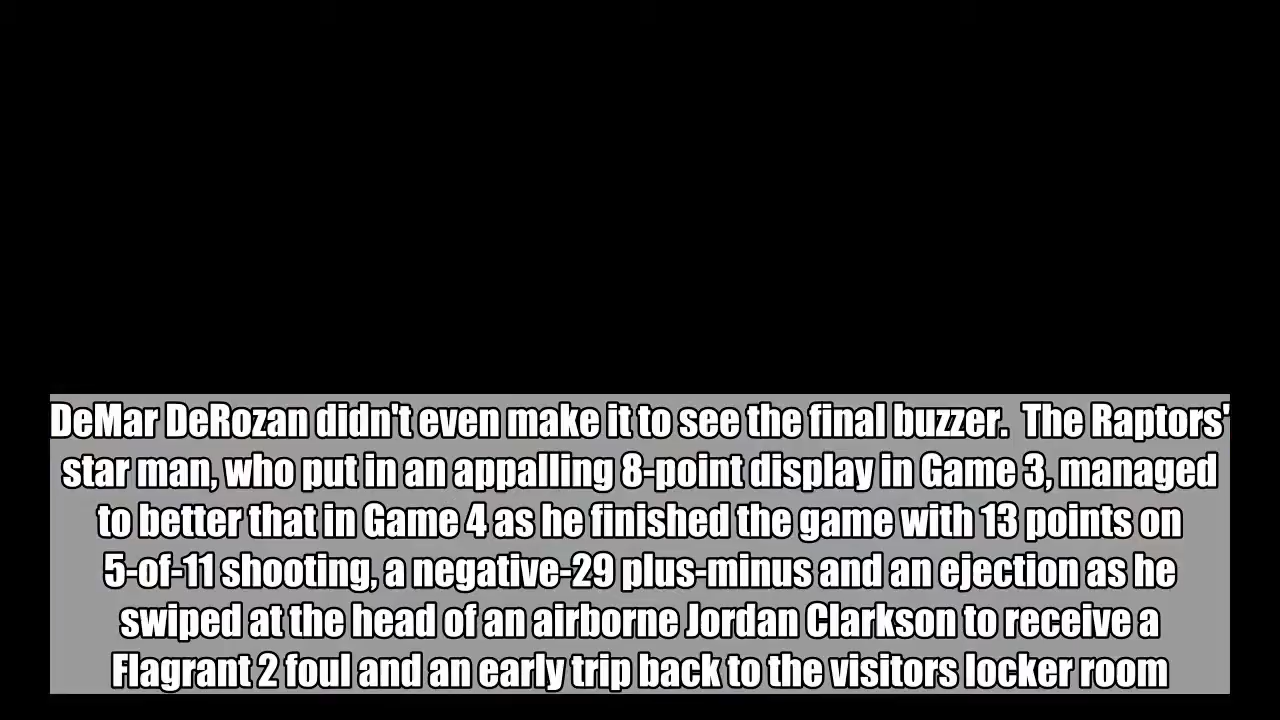 DeMar DeRozan didn't even make it to see the final buzzer.  The Raptors'
star man, who put in an appalling 8-point display in Game 3, managed
to better that in Game 4 as he finished the game with 13 points on
5-of-11 shooting, a negative-29 plus-minus and an ejection as he
swiped at the head of an airborne Jordan Clarkson to receive a
Flagrant 2 foul and an early trip back to the visitors locker room